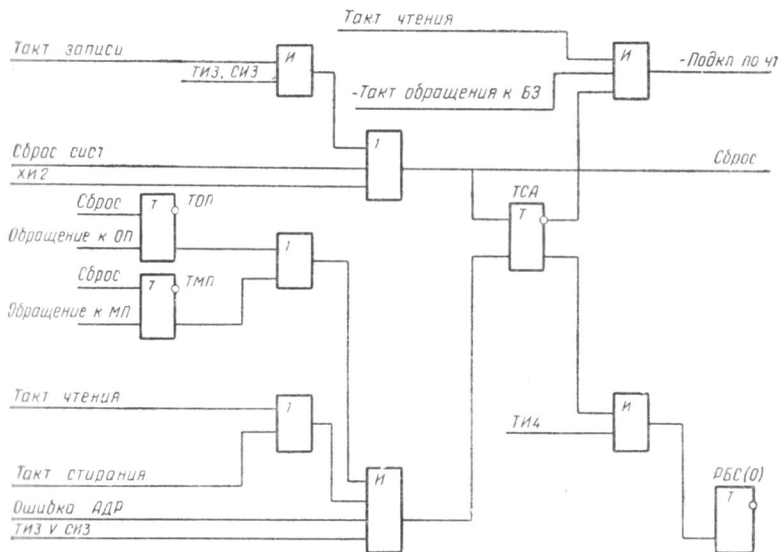 Такт чтения
Такт записи
И
И
-Подкл по чт
ТИЗ, СИЗ
-Такт обращения к БЗ
1
Сброс сист
Сброс
ХИ2
ТСА
Сброс
Т
ТОП
Т
Обращение к ОП
1
Сброс
Т
ТМП
Обращение к МП
Такт чтения
1
И
ТИ4
Такт стирания
И
РБС(0)
Т
Ошибка АДР
ТИЗ V СИЗ